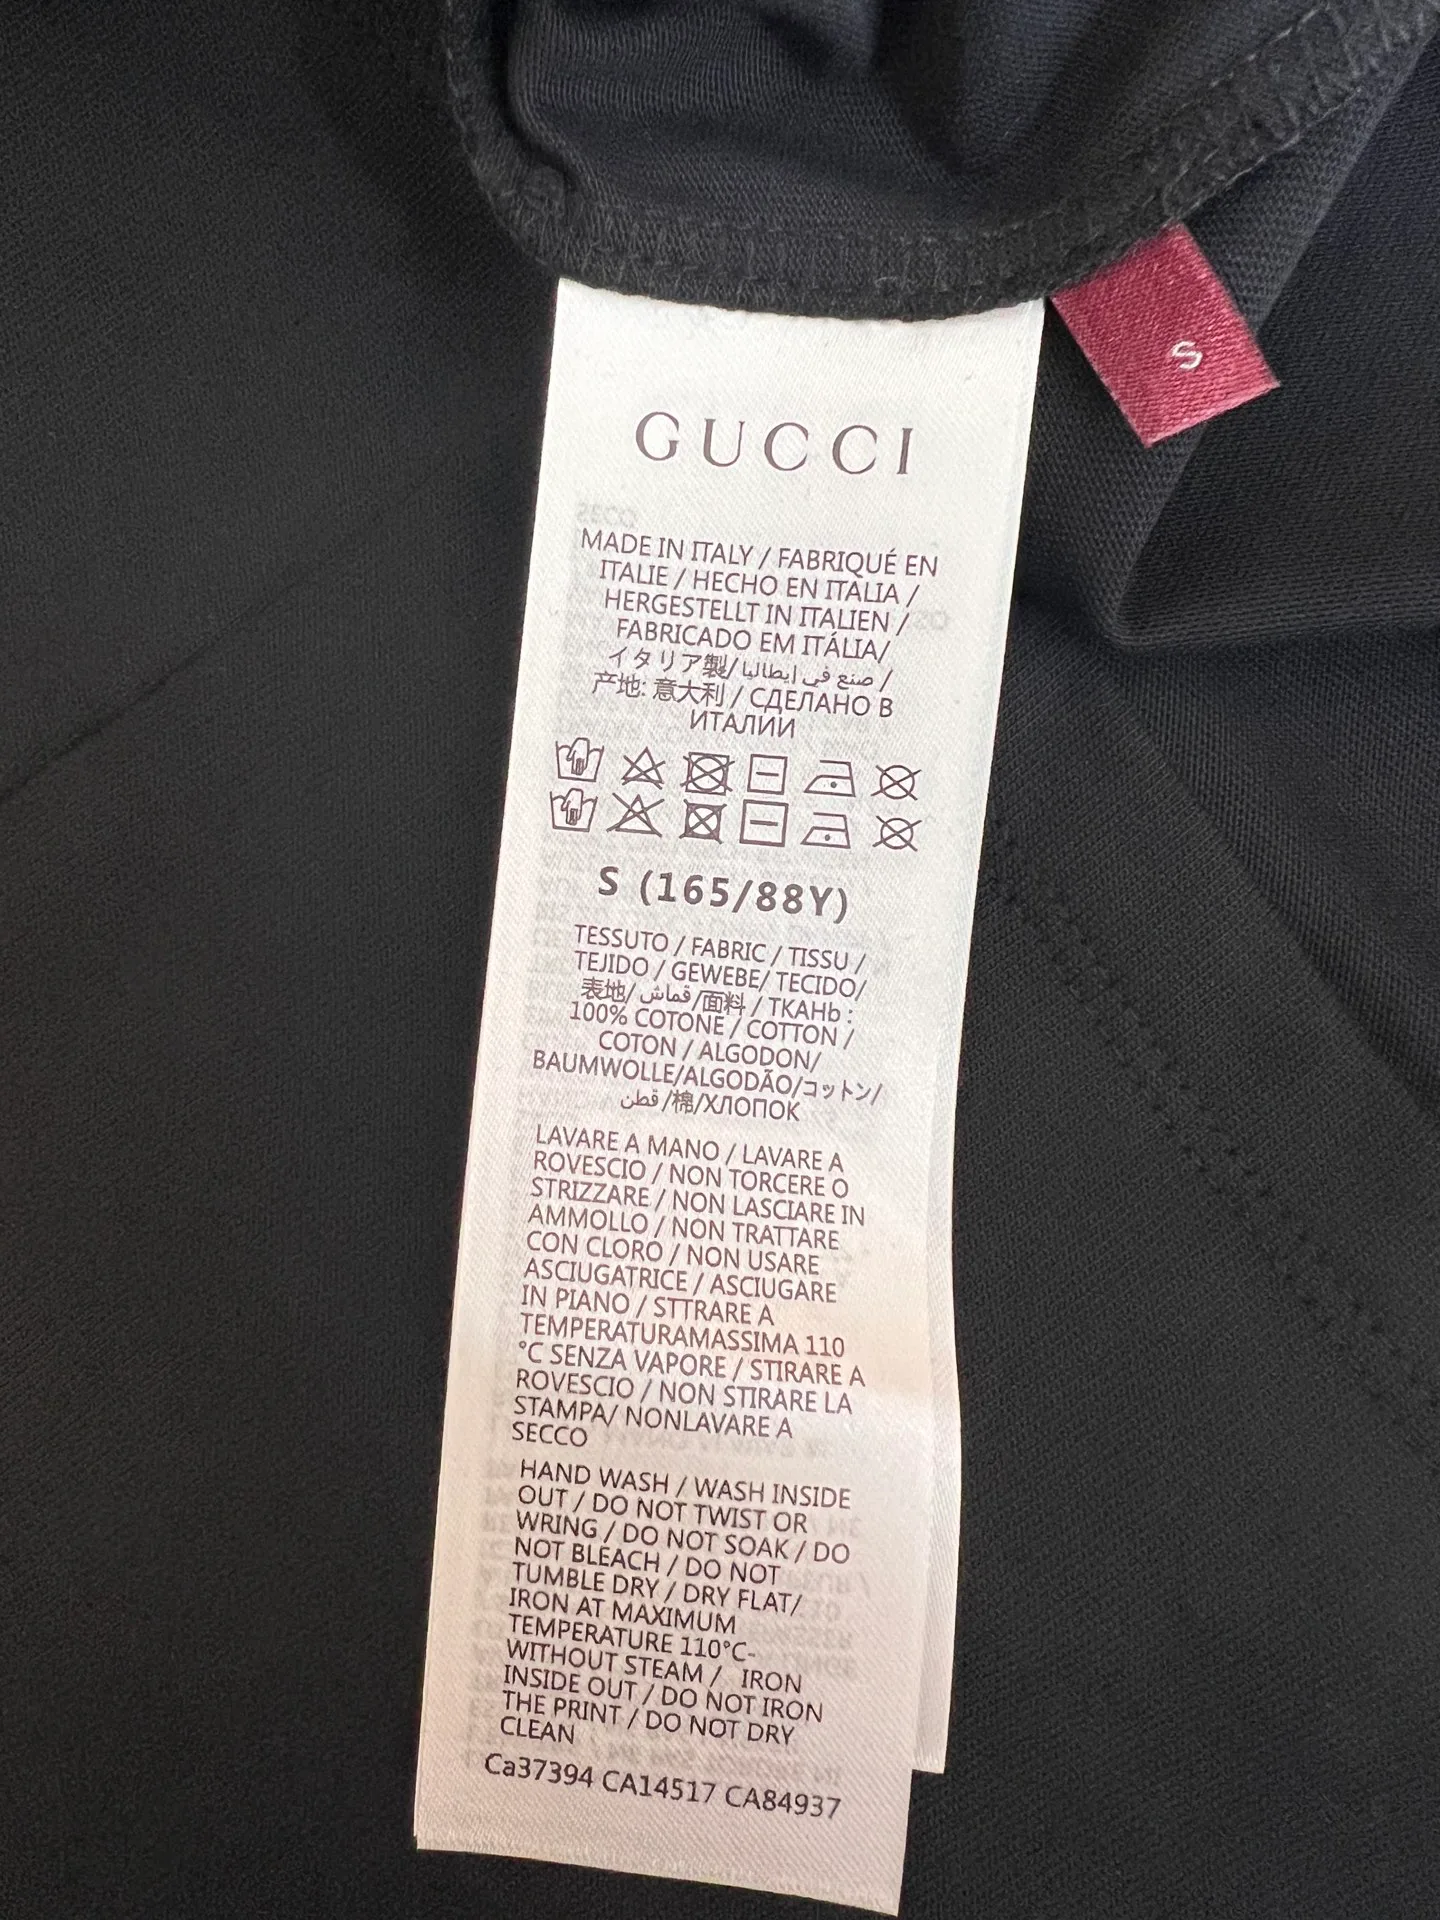 S
GUCCI
MADE IN ITALY / FABRIQUÉ EN
ITALIE / HECHO EN ITALIA /
HERGESTELLT IN ITALIEN /
FABRICADO EM ITÁLIA/
イタリア製/صنع في إيطاليا /
产地: 意大利 / СДЕЛАНО В
ИТАЛИИ
S (165/88Y)
TESSUTO / FABRIC / TISSU /
TEJIDO / GEWEBE/ TECIDO/
表地/قماش/面料 / TKAHb :
100% COTONE / COTTON /
COTON / ALGODON/
BAUMWOLLE/ALGODÃO/コットン/
قطن/棉/ХЛОПОК
LAVARE A MANO / LAVARE A
ROVESCIO / NON TORCERE O
STRIZZARE / NON LASCIARE IN
AMMOLLO / NON TRATTARE
CON CLORO / NON USARE
ASCIUGATRICE / ASCIUGARE
IN PIANO / STTRARE A
TEMPERATURAMASSIMA 110
°C SENZA VAPORE / STIRARE A
ROVESCIO / NON STIRARE LA
STAMPA/ NONLAVARE A
SECCO
HAND WASH / WASH INSIDE
OUT / DO NOT TWIST OR
WRING / DO NOT SOAK / DO
NOT BLEACH / DO NOT
TUMBLE DRY / DRY FLAT/
IRON AT MAXIMUM
TEMPERATURE 110°C-
WITHOUT STEAM / IRON
INSIDE OUT / DO NOT IRON
THE PRINT / DO NOT DRY
CLEAN
Ca37394 CA14517 CA84937